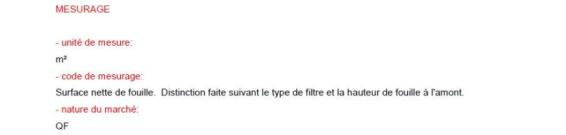 MESURAGE
- unité de mesure:
m²
- code de mesurage:
Surface nette de fouille. Distinction faite suivant le type de filtre et la hauteur de fouille à l'amont.
- nature du marché:
QF